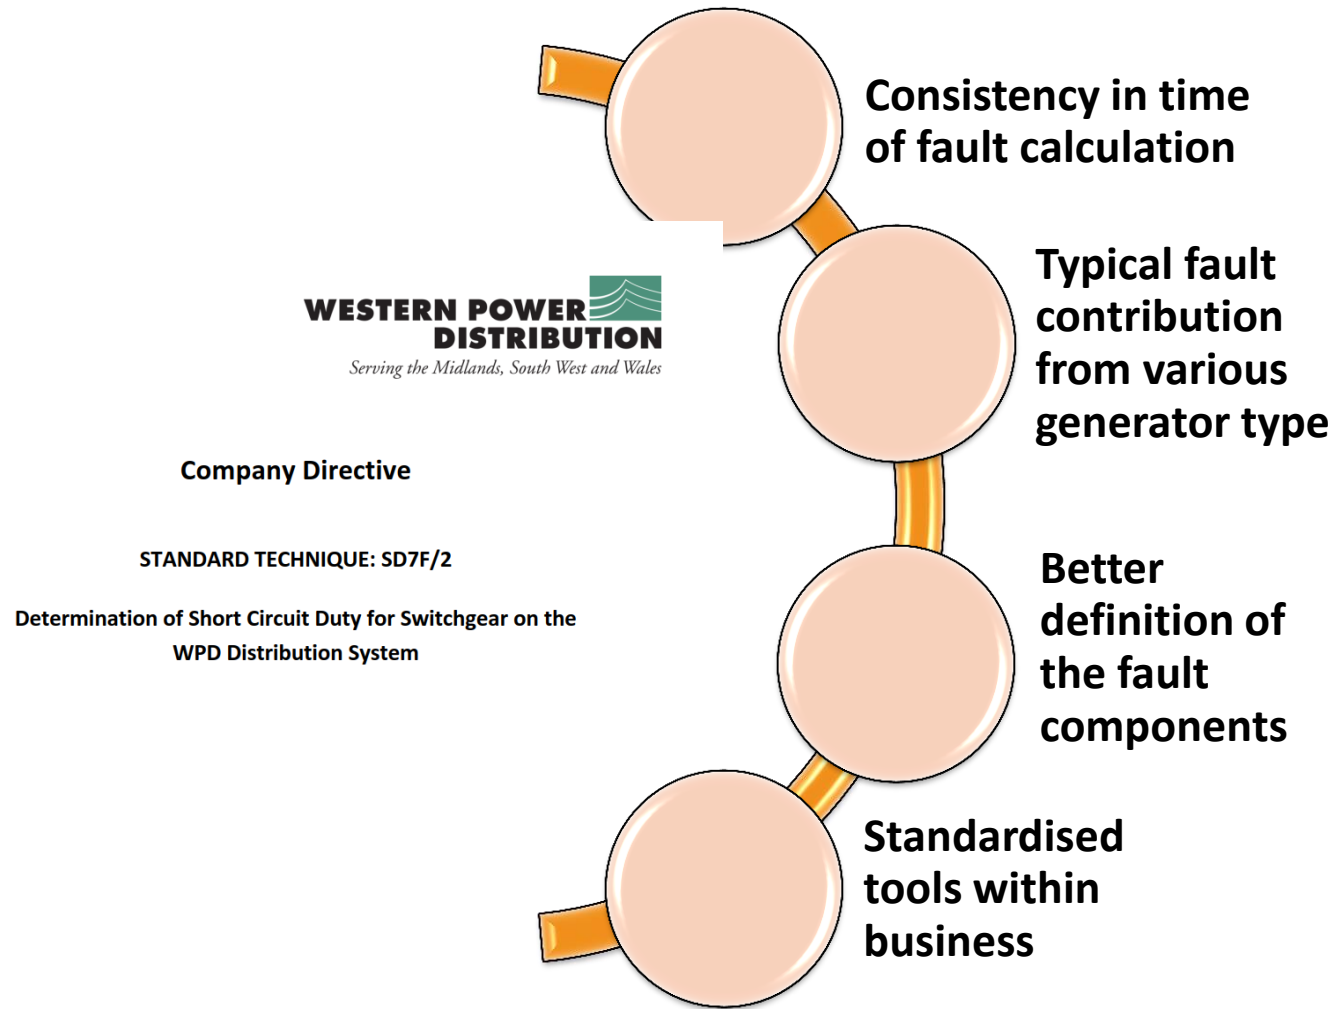 WESTERN POWER
DISTRIBUTION
Serving the Midlands, South West and Wales
Company Directive
STANDARD TECHNIQUE: SD7F/2
Determination of Short Circuit Duty for Switchgear on the
WPD Distribution System
Consistency in time
of fault calculation
Typical fault
contribution
from various
generator type
Better
definition of
the fault
components
Standardised
tools within
business